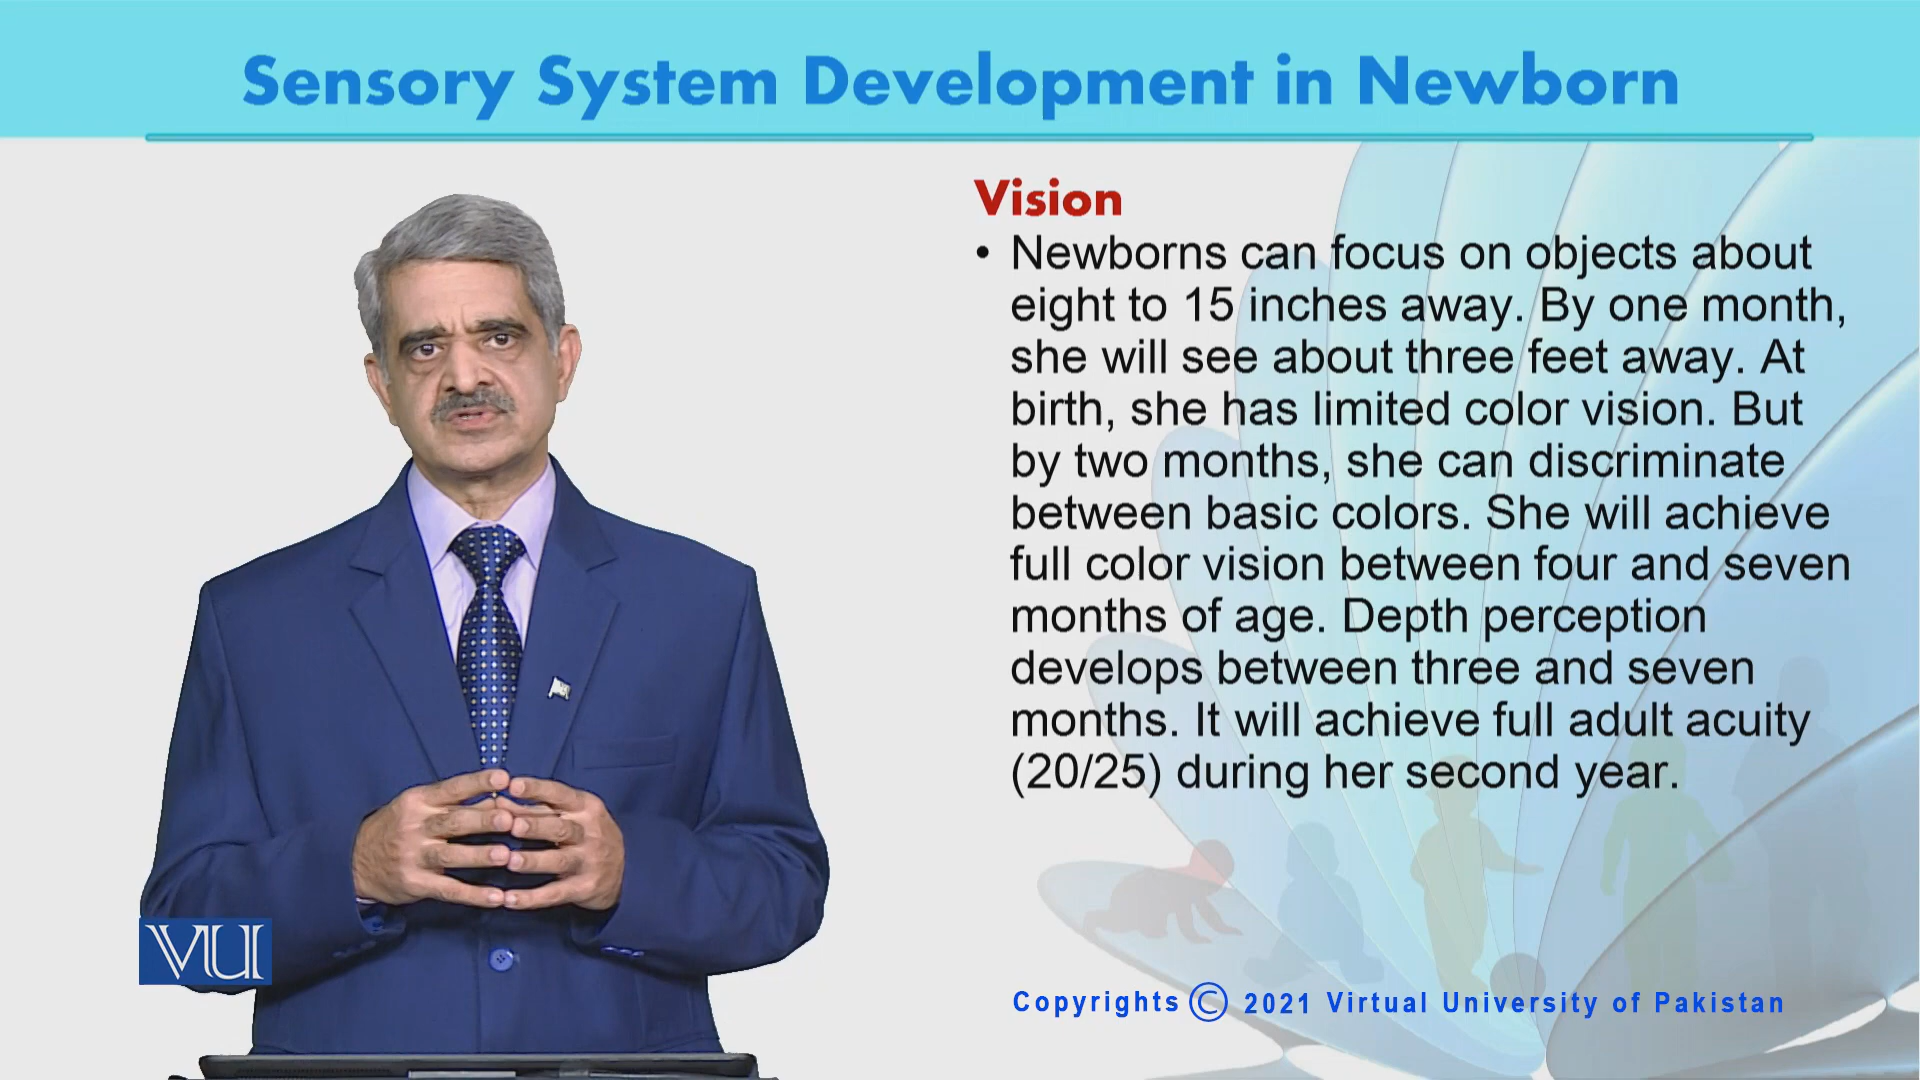 Sensory System Development in Newborn
Vision
• Newborns can focus on objects about
eight to 15 inches away. By one month,
she will see about three feet away. At
birth, she has limited color vision. But
by two months, she can discriminate
between basic colors. She will achieve
full color vision between four and seven
months of age. Depth perception
develops between three and seven
months. It will achieve full adult acuity
(20/25) during her second year.
VU
Copyrights © 2021 Virtual University of Pakistan